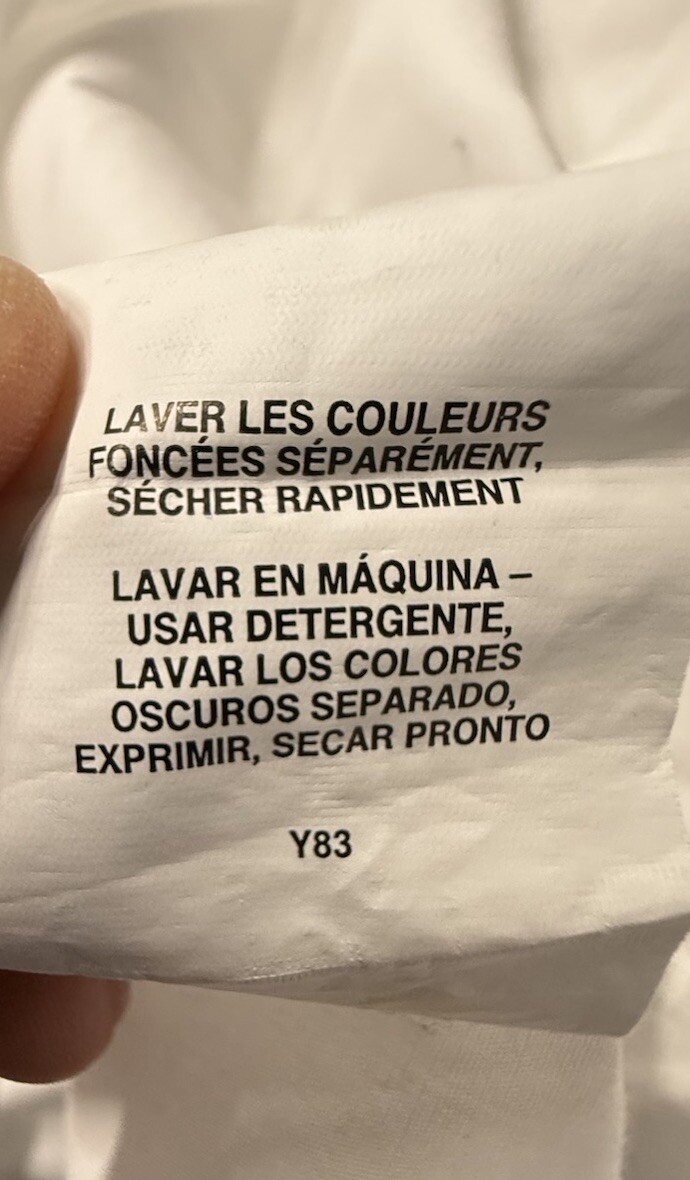 LAVER LES COULEURS
FONCÉES SÉPARÉMENT,
SÉCHER RAPIDEMENT
LAVAR EN MÁQUINA –
USAR DETERGENTE,
LAVAR LOS COLORES
OSCUROS SEPARADO,
EXPRIMIR, SECAR PRONTO
Y83